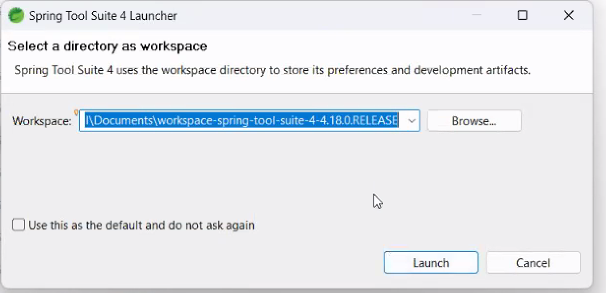 Spring Tool Suite 4 Launcher
Select a directory as workspace
Spring Tool Suite 4 uses the workspace directory to store its preferences and development artifacts.
Workspace: l\Documents\workspace-spring-tool-suite-4-4.18.0.RELEASE Browse...
Use this as the default and do not ask again
Launch Cancel